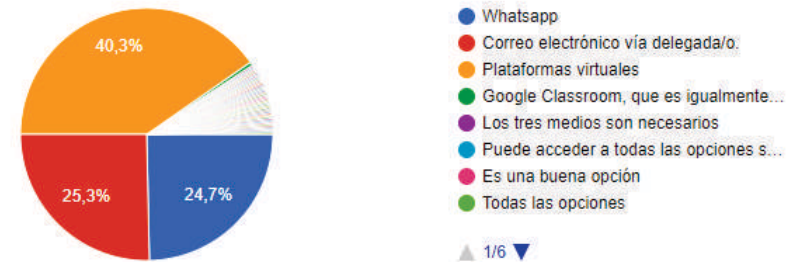 40,3%
25,3%
24,7%
Whatsapp
Correo electrónico vía delegada/o.
Plataformas virtuales
Google Classroom, que es igualmente...
Los tres medios son necesarios
Puede acceder a todas las opciones s...
Es una buena opción
Todas las opciones
1/6